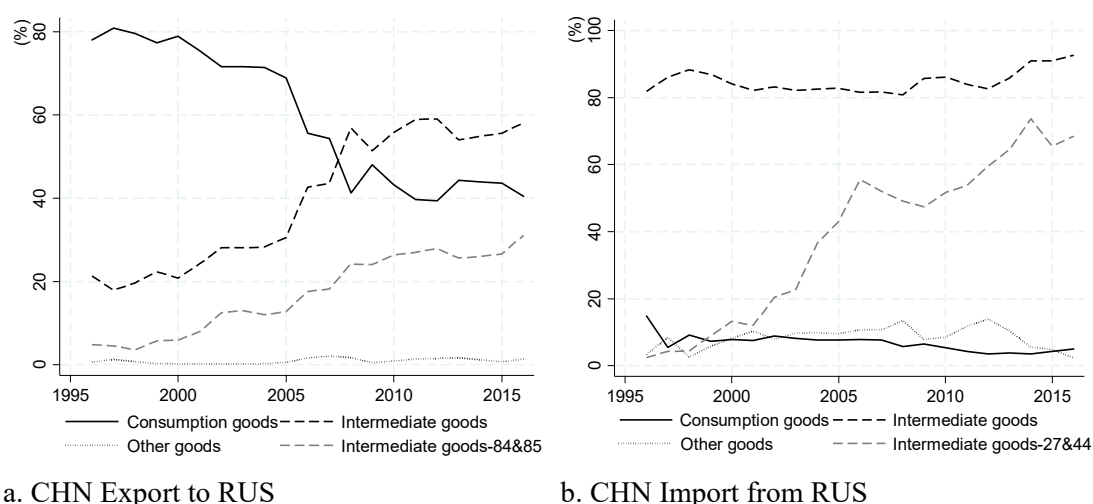 (%)
80
60
40
20
0
1995 2000 2005 2010 2015
Consumption goods Intermediate goods
Other goods Intermediate goods-84&85
a. CHN Export to RUS
(%)
100
80
60
40
20
0
1995 2000 2005 2010 2015
Consumption goods Intermediate goods
Other goods Intermediate goods-27&44
b. CHN Import from RUS